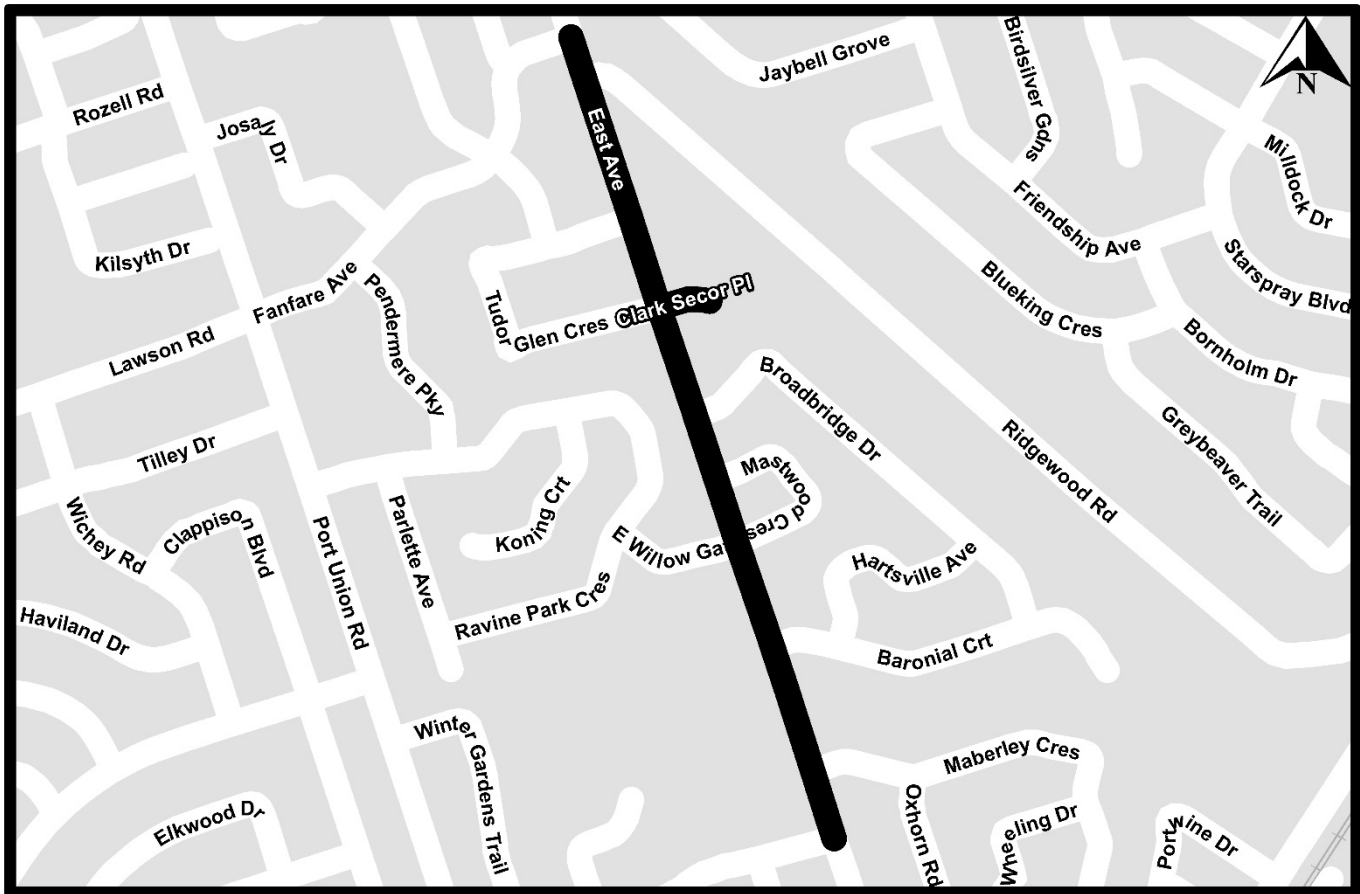 Jaybell Grove
Birdsilver Gdns
N
Rozell Rd
Josaly Dr
East Ave
Milldock Dr
Kilsyth Dr
Friendship Ave
Starspray Blvd
Fanfare Ave
Pendermere Pky
Tudor Glen Cres
Clark Secor Pl
Blueking Cres
Bornholm Dr
Lawson Rd
Tilley Dr
Broadbridge Dr
Greybeaver Trail
Ridgewood Rd
Mastwood Cres
Wichey Rd
Clappison Blvd
Port Union Rd
Parlette Ave
Koning Crt
E Willow Ga
Hartsville Ave
Haviland Dr
Ravine Park Cres
Baronial Crt
Winter Gardens Trail
Maberley Cres
Elkwood Dr
Oxhorn Rd
Wheeling Dr
Portwine Dr